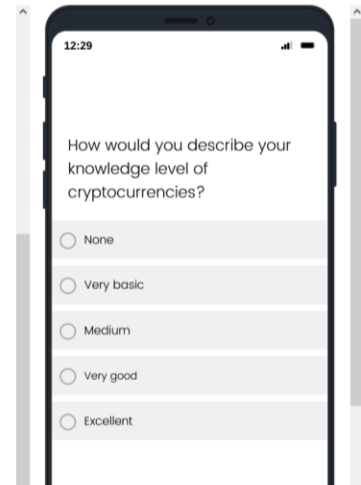 12:29
How would you describe your
knowledge level of
cryptocurrencies?
None
Very basic
Medium
Very good
Excellent